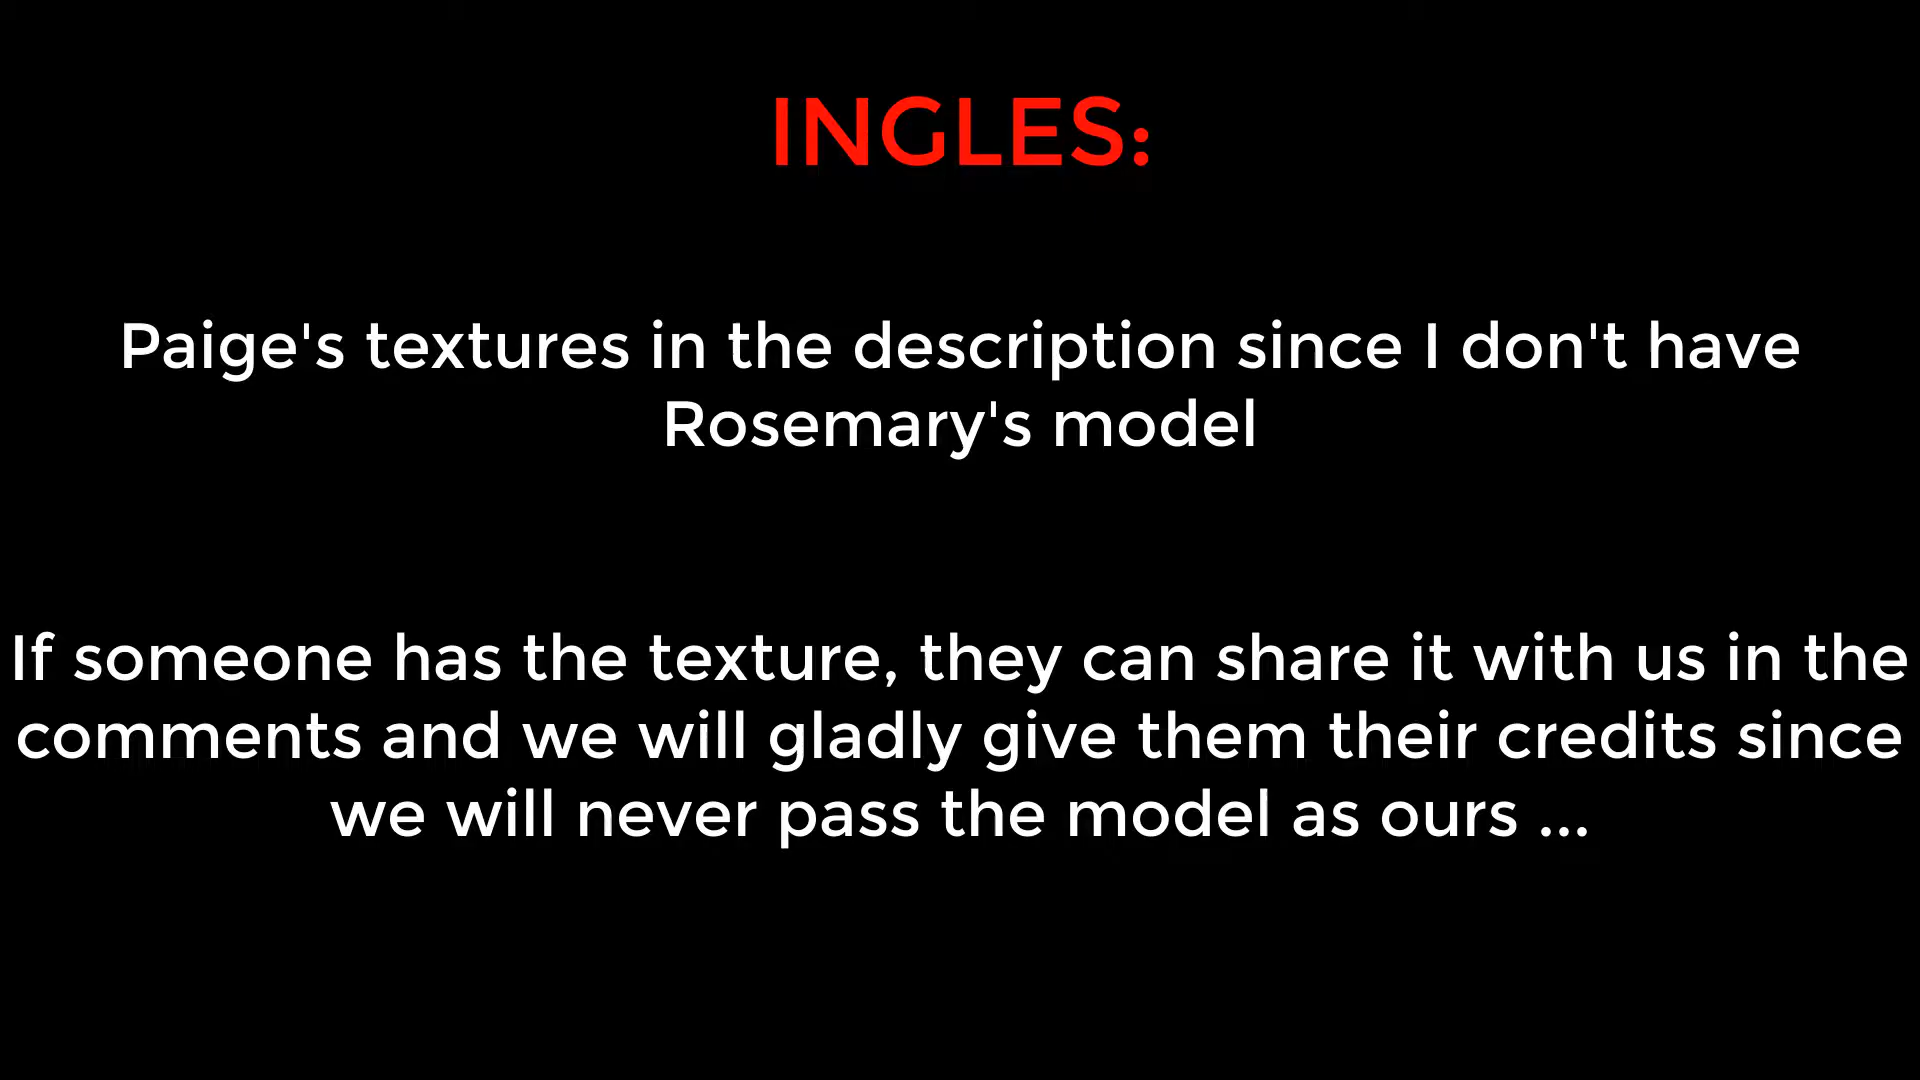 INGLES:
Paige's textures in the description since I don't have
Rosemary's model
If someone has the texture, they can share it with us in the
comments and we will gladly give them their credits since
we will never pass the model as ours ...